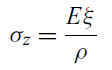 σ_z = Eξ / ρ